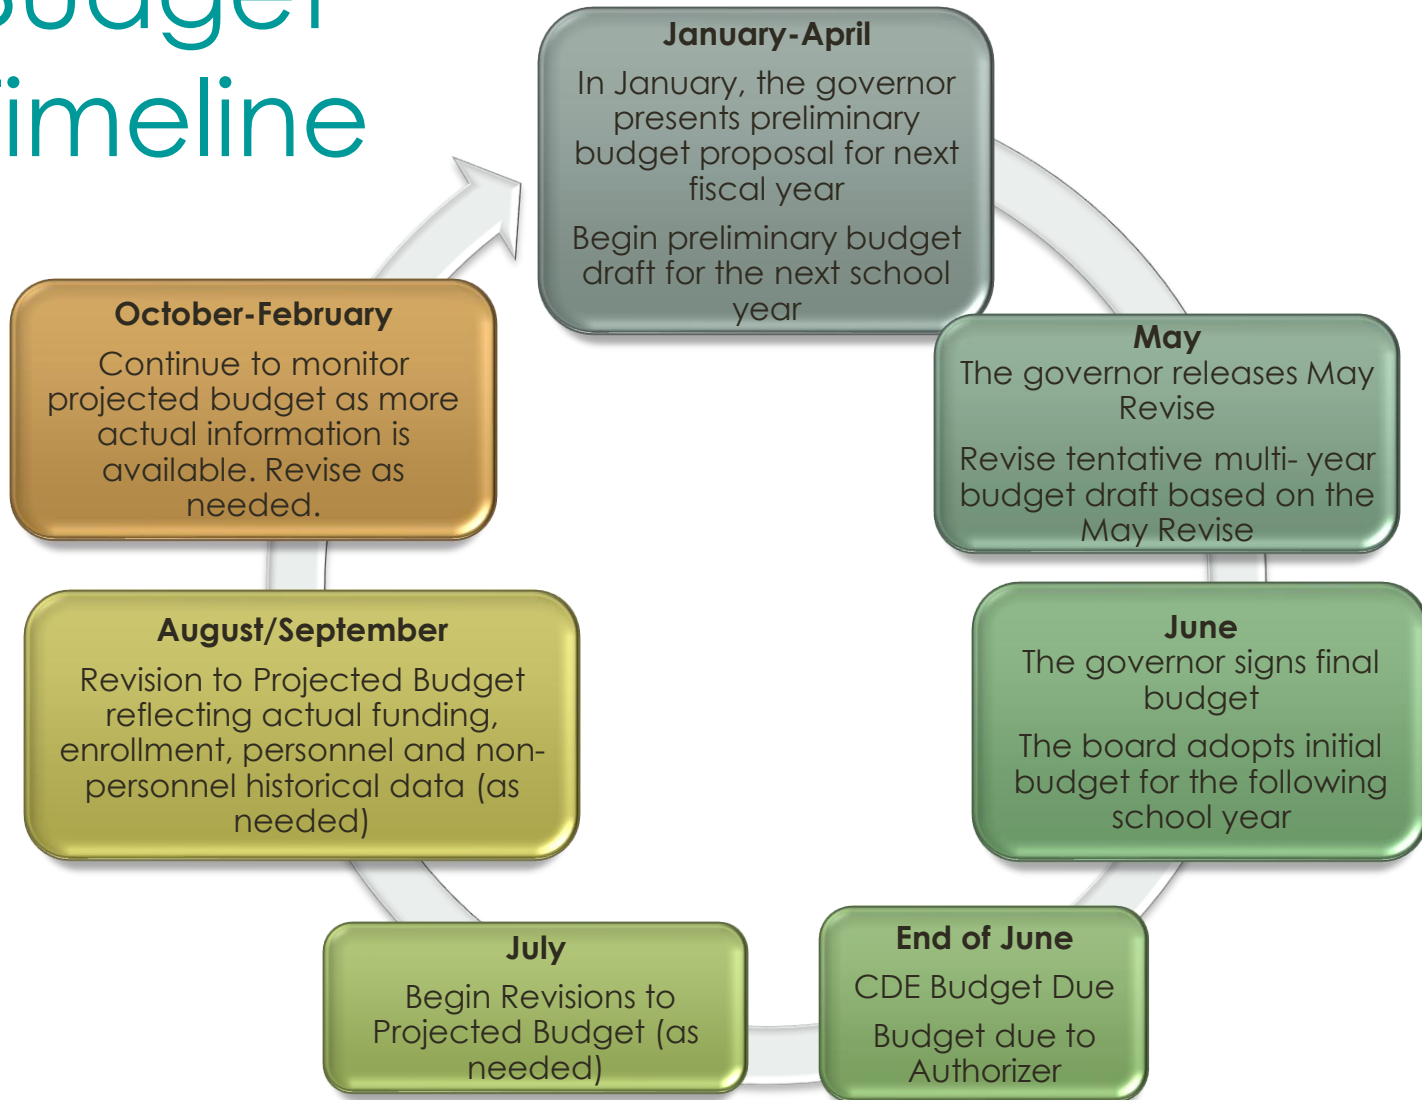 Budget
Timeline
January-April
In January, the governor
presents preliminary
budget proposal for next
fiscal year
Begin preliminary budget
draft for the next school
year
May
The governor releases May
Revise
Revise tentative multi- year
budget draft based on the
May Revise
June
The governor signs final
budget
The board adopts initial
budget for the following
school year
End of June
CDE Budget Due
Budget due to
Authorizer
July
Begin Revisions to
Projected Budget (as
needed)
August/September
Revision to Projected Budget
reflecting actual funding,
enrollment, personnel and non-
personnel historical data (as
needed)
October-February
Continue to monitor
projected budget as more
actual information is
available. Revise as
needed.